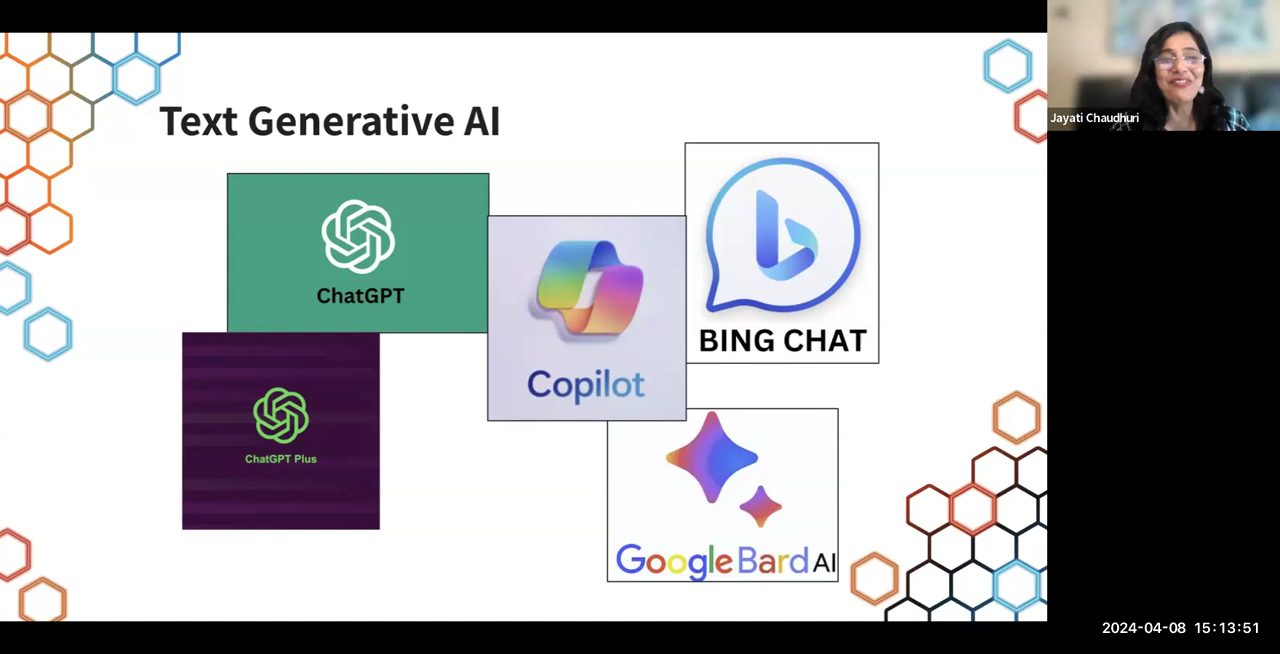 Text Generative AI
Jayati Chaudhuri
ChatGPT
BING CHAT
Copilot
ChatGPT Plus
Google Bard AI
2024-04-08 15:13:51